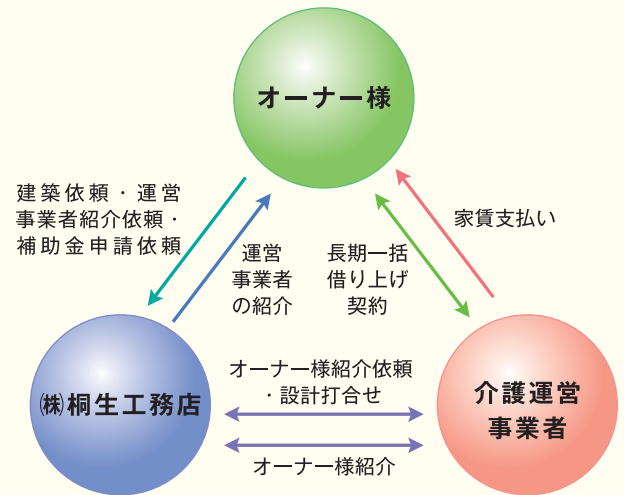 オーナー様
建築依頼・運営
事業者紹介依頼・
補助金申請依頼
運営
事業者
の紹介
長期一括
借り上げ
契約
家賃支払い
㈱桐生工務店
オーナー様紹介依頼
・設計打合せ
オーナー様紹介
介護運営
事業者